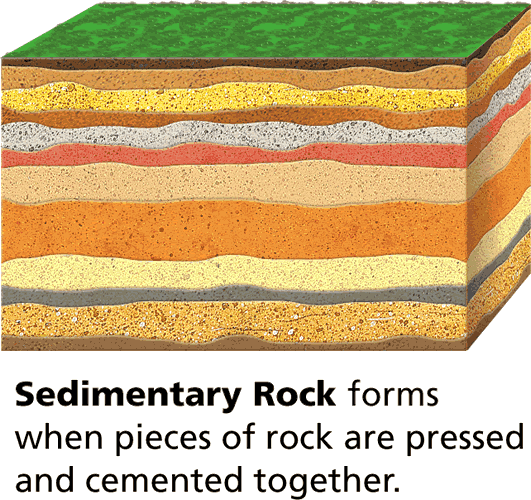 Sedimentary Rock forms
when pieces of rock are pressed
and cemented together.